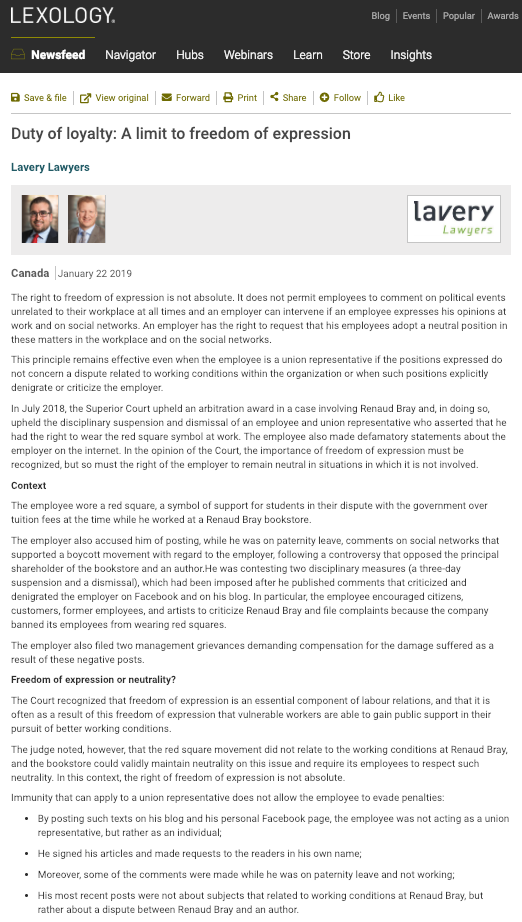 LEXOLOGY.
Blog Events Popular Awards
Newsfeed Navigator Hubs Webinars Learn Store Insights
Save & file View original Forward Print Share Follow Like
Duty of loyalty: A limit to freedom of expression
Lavery Lawyers
lavery
Lawyers
Canada January 22 2019
The right to freedom of expression is not absolute. It does not permit employees to comment on political events
unrelated to their workplace at all times and an employer can intervene if an employee expresses his opinions at
work and on social networks. An employer has the right to request that his employees adopt a neutral position in
these matters in the workplace and on the social networks.
This principle remains effective even when the employee is a union representative if the positions expressed do
not concern a dispute related to working conditions within the organization or when such positions explicitly
denigrate or criticize the employer.
In July 2018, the Superior Court upheld an arbitration award in a case involving Renaud Bray and, in doing so,
upheld the disciplinary suspension and dismissal of an employee and union representative who asserted that he
had the right to wear the red square symbol at work. The employee also made defamatory statements about the
employer on the internet. In the opinion of the Court, the importance of freedom of expression must be
recognized, but so must the right of the employer to remain neutral in situations in which it is not involved.
Context
The employee wore a red square, a symbol of support for students in their dispute with the government over
tuition fees at the time while he worked at a Renaud Bray bookstore.
The employer also accused him of posting, while he was on paternity leave, comments on social networks that
supported a boycott movement with regard to the employer, following a controversy that opposed the principal
shareholder of the bookstore and an author.He was contesting two disciplinary measures (a three-day
suspension and a dismissal), which had been imposed after he published comments that criticized and
denigrated the employer on Facebook and on his blog. In particular, the employee encouraged citizens,
customers, former employees, and artists to criticize Renaud Bray and file complaints because the company
banned its employees from wearing red squares.
The employer also filed two management grievances demanding compensation for the damage suffered as a
result of these negative posts.
Freedom of expression or neutrality?
The Court recognized that freedom of expression is an essential component of labour relations, and that it is
often as a result of this freedom of expression that vulnerable workers are able to gain public support in their
pursuit of better working conditions.
The judge noted, however, that the red square movement did not relate to the working conditions at Renaud Bray,
and the bookstore could validly maintain neutrality on this issue and require its employees to respect such
neutrality. In this context, the right of freedom of expression is not absolute.
Immunity that can apply to a union representative does not allow the employee to evade penalties:
• By posting such texts on his blog and his personal Facebook page, the employee was not acting as a union
representative, but rather as an individual;
• He signed his articles and made requests to the readers in his own name;
• Moreover, some of the comments were made while he was on paternity leave and not working;
• His most recent posts were not about subjects that related to working conditions at Renaud Bray, but
rather about a dispute between Renaud Bray and an author.